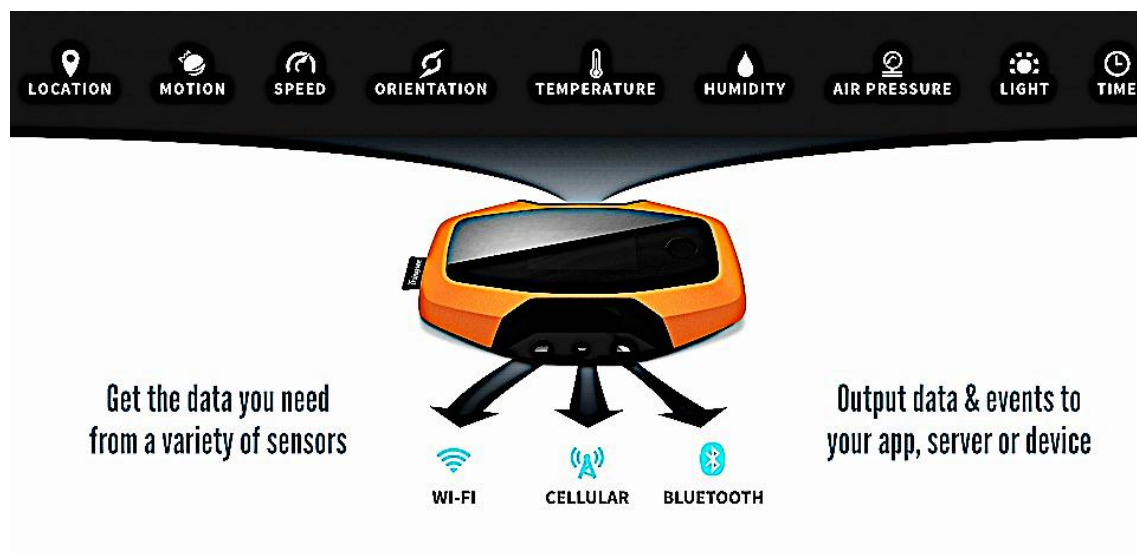 LOCATION MOTION SPEED ORIENTATION TEMPERATURE HUMIDITY AIR PRESSURE LIGHT TIME
Get the data you need
from a variety of sensors
Output data & events to
your app, server or device
WI-FI CELLULAR BLUETOOTH